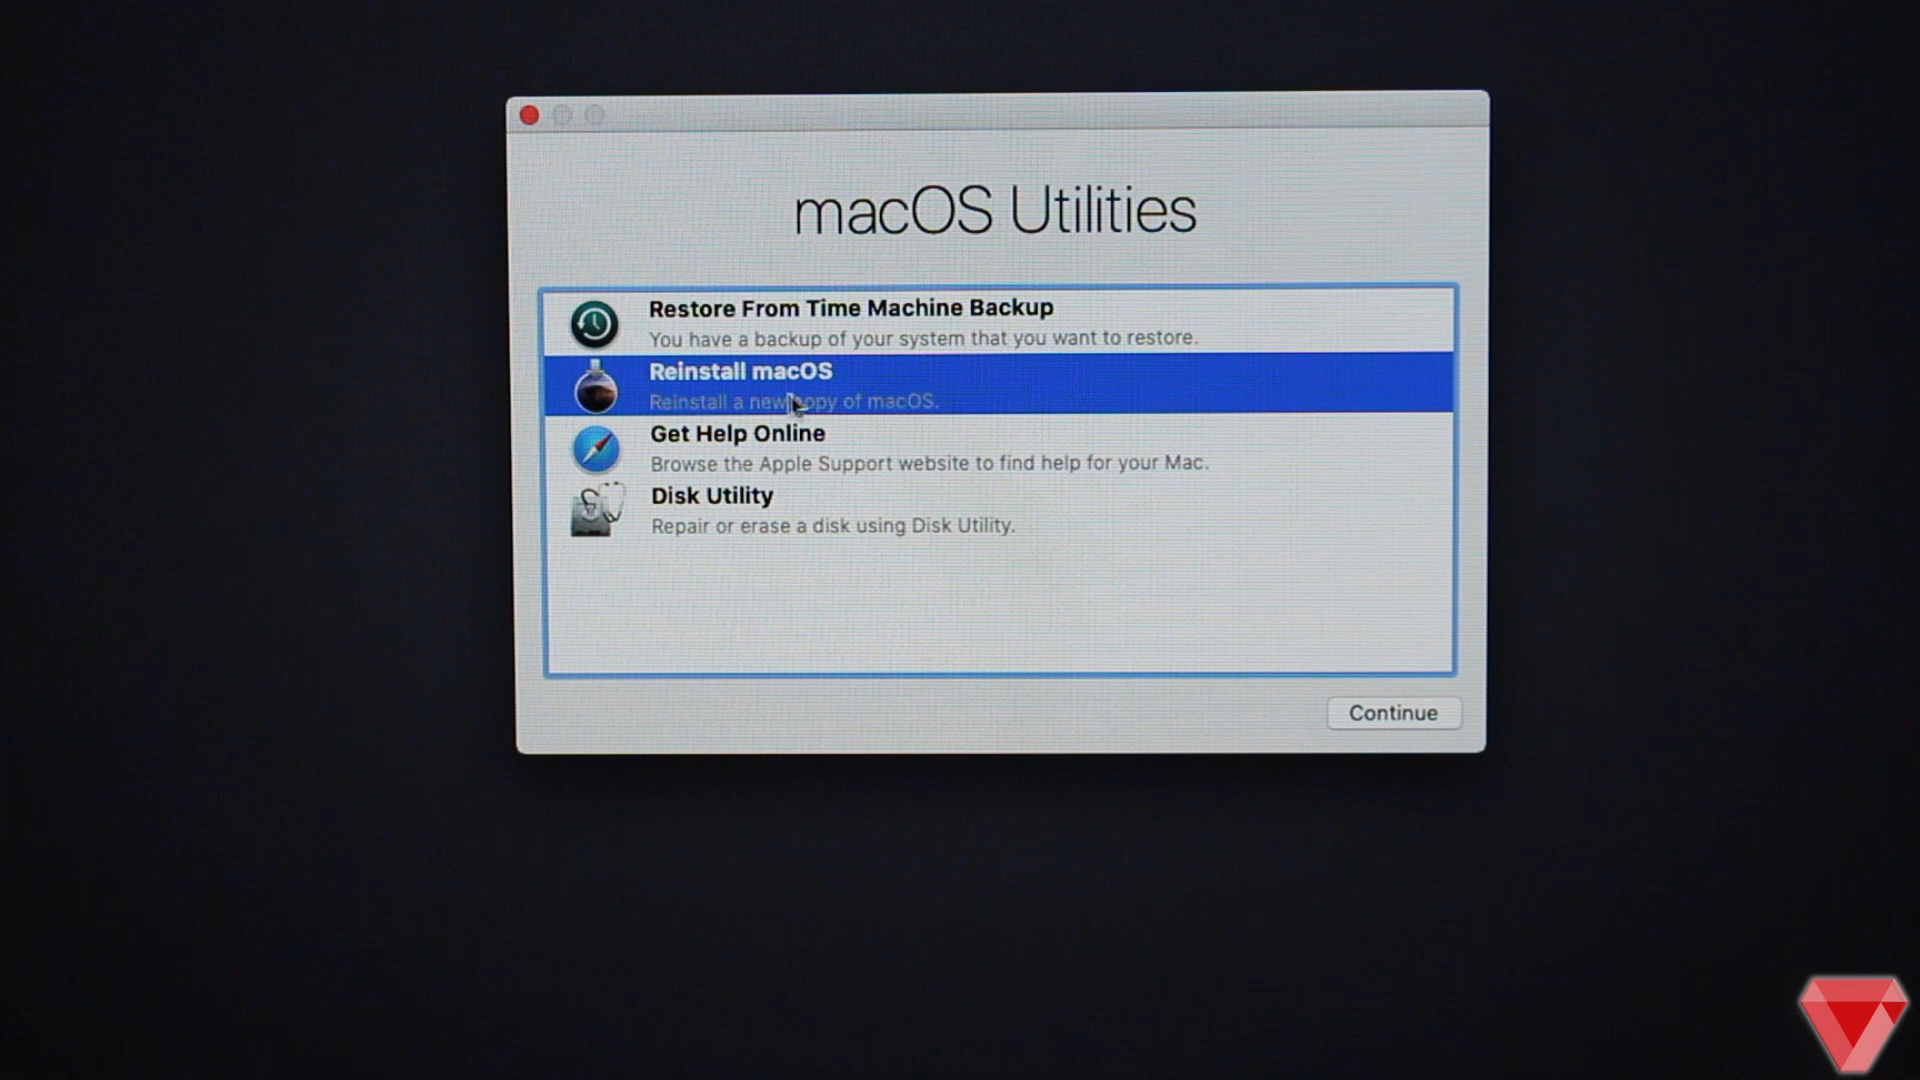 macOS Utilities
Restore From Time Machine Backup
You have a backup of your system that you want to restore.
Reinstall macOS
Reinstall a new copy of macOS.
Get Help Online
Browse the Apple Support website to find help for your Mac.
Disk Utility
Repair or erase a disk using Disk Utility.
Continue